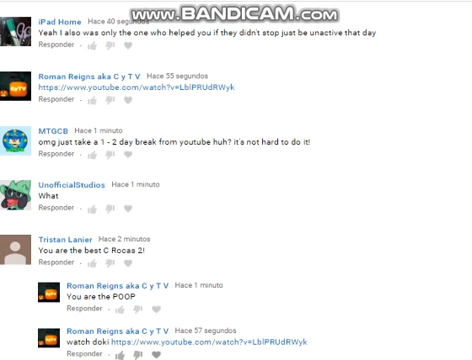 www.BANDICAM.com
iPad Home Hace 40 segundos
Yeah I also was only the one who helped you if they didn't stop just be unactive that day
Responder
Roman Reigns aka C y T V Hace 55 segundos
https://www.youtube.com/watch?v=LblPRUdRWyk
Responder
MTGCB Hace 1 minuto
omg just take a 1 - 2 day break from youtube huh? it's not hard to do it!
Responder
UnofficialStudios Hace 1 minuto
What
Responder
Tristan Lanier Hace 2 minutos
You are the best C Rocas 2!
Responder
Roman Reigns aka C y T V Hace 1 minuto
You are the POOP
Responder
Roman Reigns aka C y T V Hace 57 segundos
watch doki https://www.youtube.com/watch?v=LblPRUdRWyk
Responder